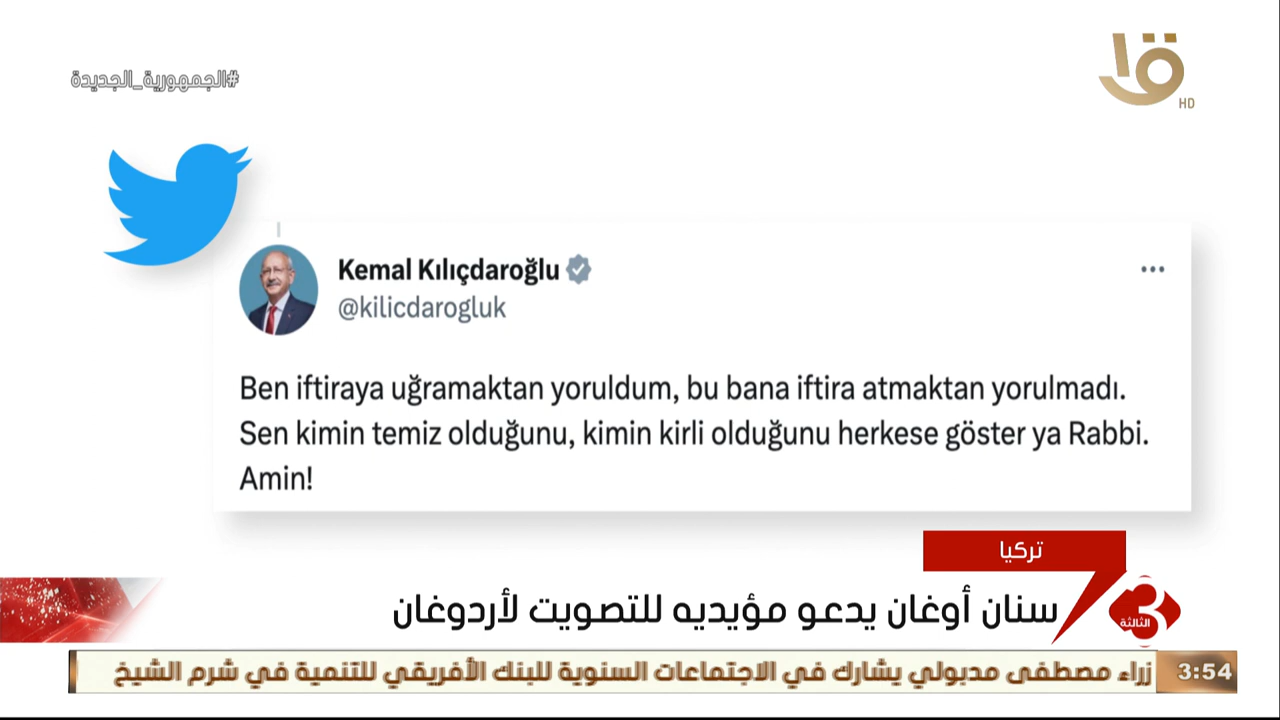 #الجمهورية_الجديدة
HD
Kemal Kılıçdaroğlu
@kilicdarogluk
Ben iftiraya uğramaktan yoruldum, bu bana iftira atmaktan yorulmadı.
Sen kimin temiz olduğunu, kimin kirli olduğunu herkese göster ya Rabbi.
Amin!
تركيا
سنان أوغان يدعو مؤيديه للتصويت لأردوغان
3 الثالثة
3:54 زراء مصطفى مدبولي يشارك في الاجتماعات السنوية للبنك الأفريقي للتنمية في شرم الشيخ